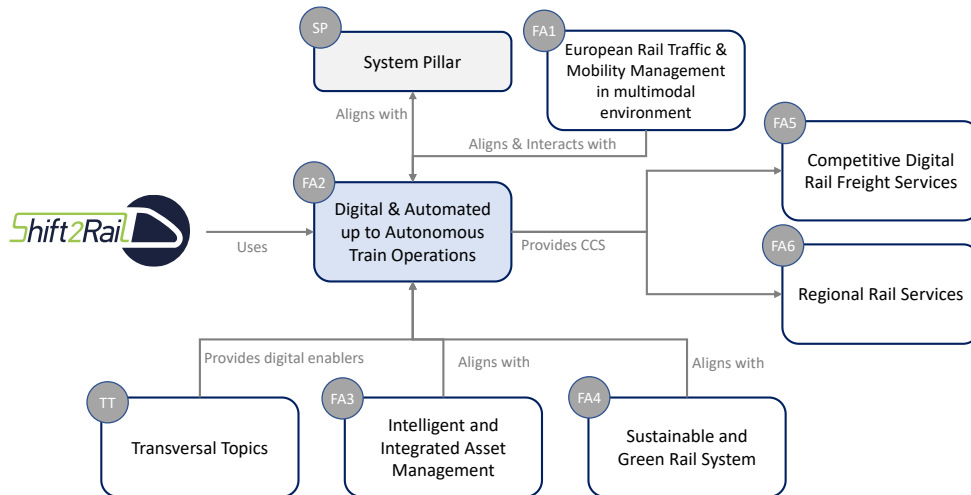 SP
System Pillar
FA1
European Rail Traffic &
Mobility Management
in multimodal
environment
Aligns with
Aligns & Interacts with
FA5
Competitive Digital
Rail Freight Services
FA2
Digital & Automated
up to Autonomous
Train Operations
Shift2Rail
Uses
Provides CCS
FA6
Regional Rail Services
Provides digital enablers
Aligns with
Aligns with
TT
Transversal Topics
FA3
Intelligent and
Integrated Asset
Management
FA4
Sustainable and
Green Rail System